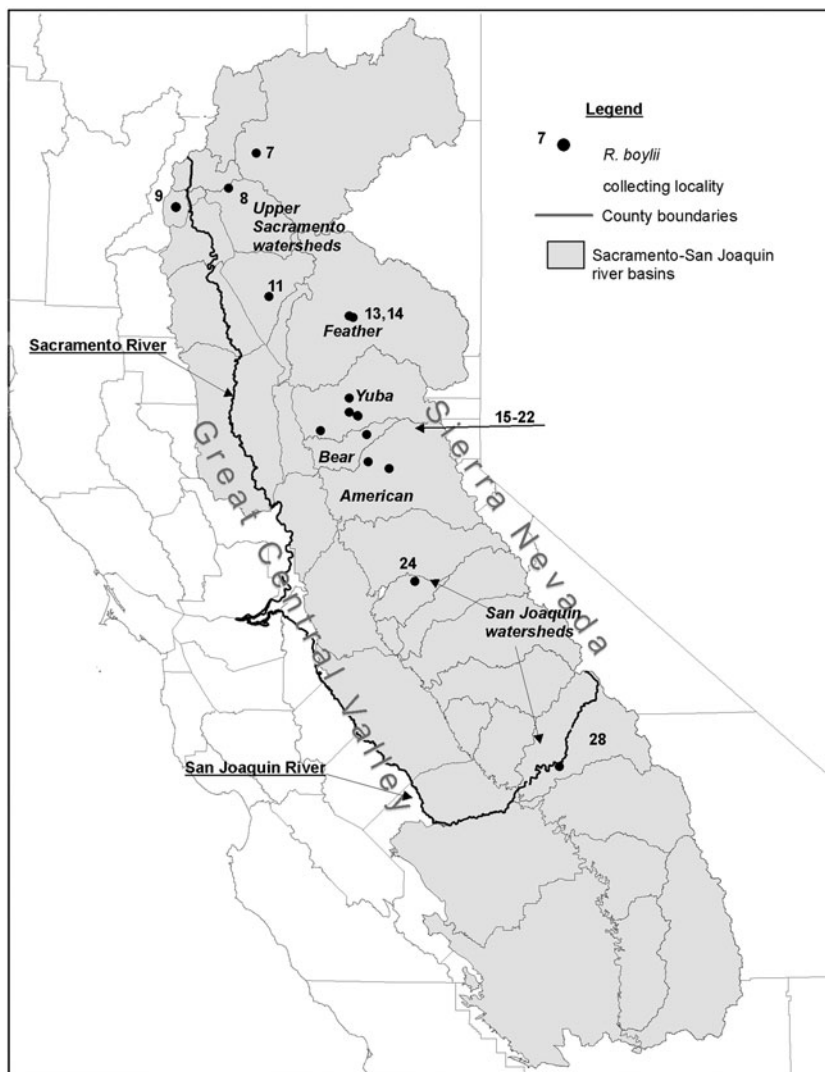 Legend
7
R. boylii
collecting locality
County boundaries
Sacramento-San Joaquin
river basins
7
8
9
Upper
Sacramento
watersheds
11
13, 14
Feather
Sacramento River
Yuba
15-22
Bear
American
Sierra Nevada
Great Central Valley
24
San Joaquin
watersheds
28
San Joaquin River